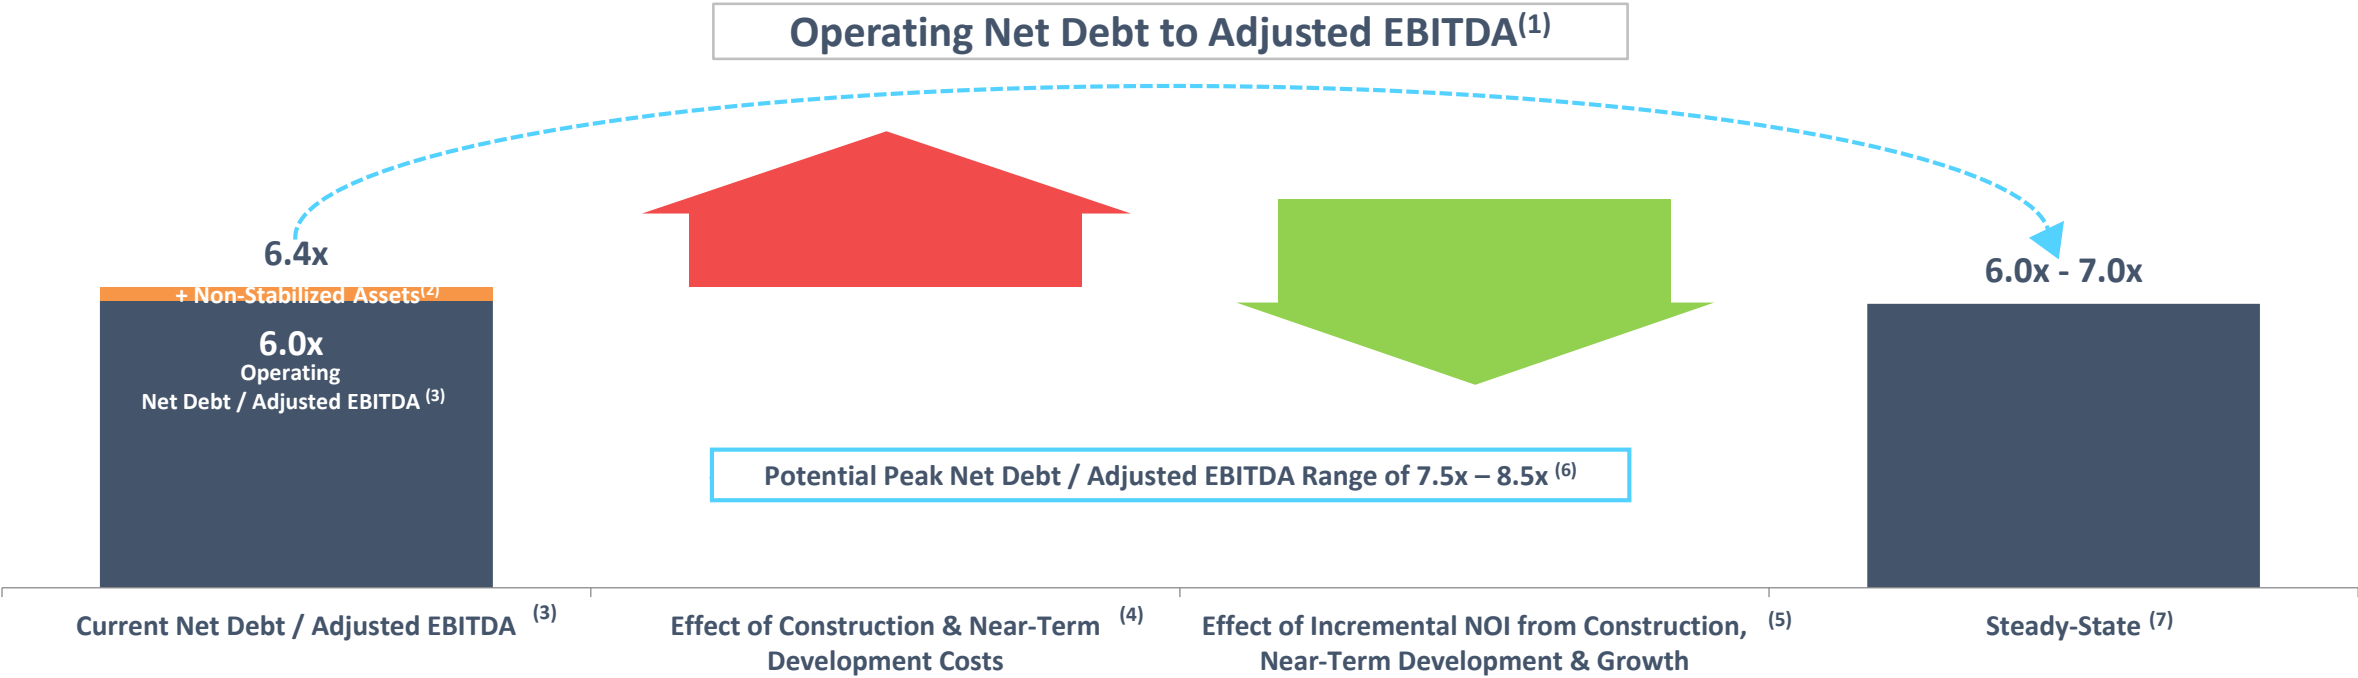 Operating Net Debt to Adjusted EBITDA(1)
6.4x
+ Non-Stabilized Assets(2)
6.0x
Operating
Net Debt / Adjusted EBITDA (3)
Potential Peak Net Debt / Adjusted EBITDA Range of 7.5x – 8.5x (6)
6.0x - 7.0x
Current Net Debt / Adjusted EBITDA (3)
Effect of Construction & Near-Term (4)
Development Costs
Effect of Incremental NOI from Construction, (5)
Near-Term Development & Growth
Steady-State (7)